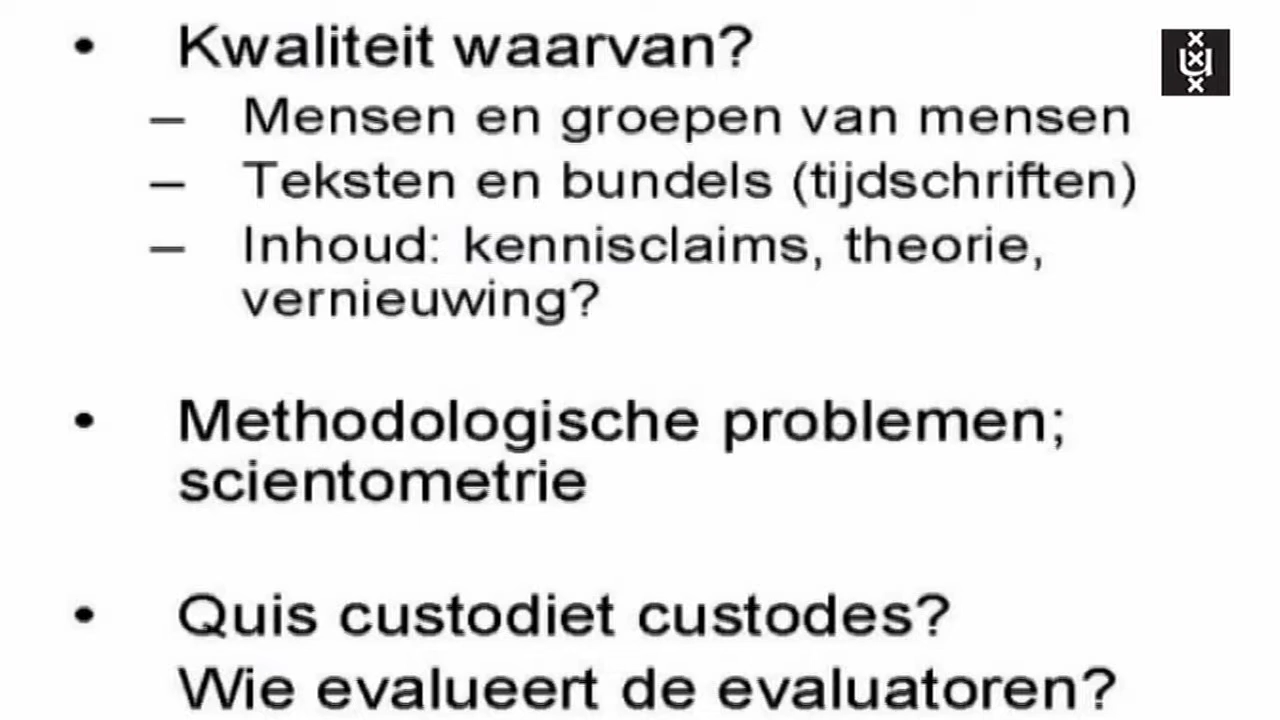 • Kwaliteit waarvan?
– Mensen en groepen van mensen
– Teksten en bundels (tijdschriften)
– Inhoud: kennisclaims, theorie,
vernieuwing?
• Methodologische problemen;
scientometrie
• Quis custodiet custodes?
Wie evalueert de evaluatoren?